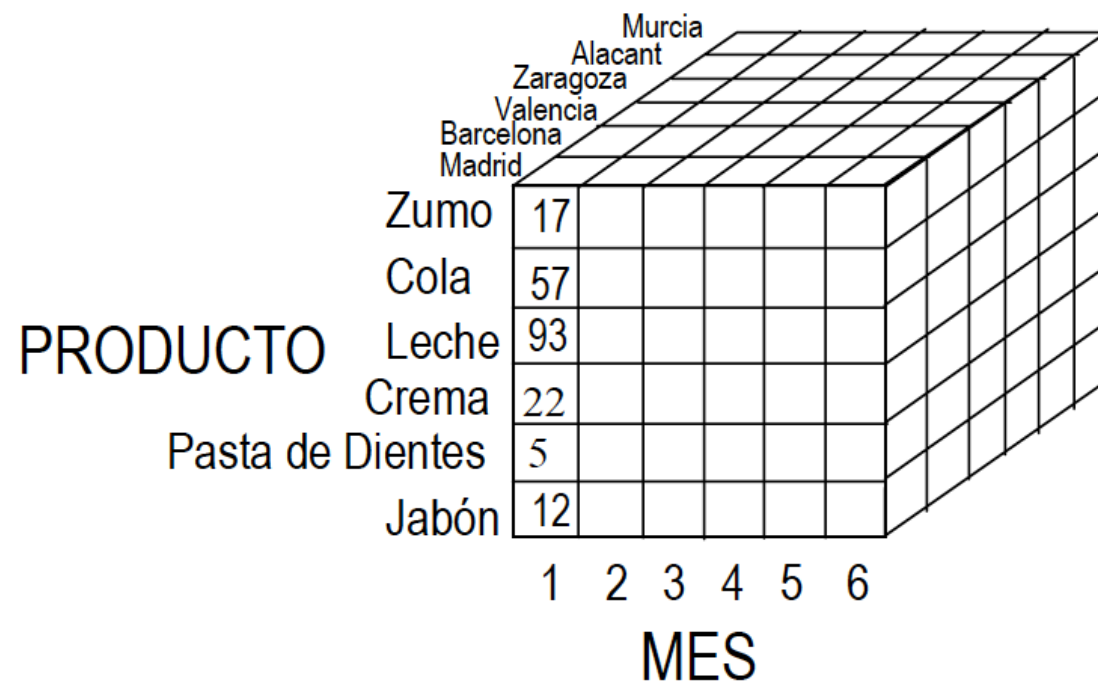 Murcia
Alacant
Zaragoza
Valencia
Barcelona
Madrid
Zumo 17
Cola 57
Leche 93
PRODUCTO
Crema 22
Pasta de Dientes 5
Jabón 12
1 2 3 4 5 6
MES